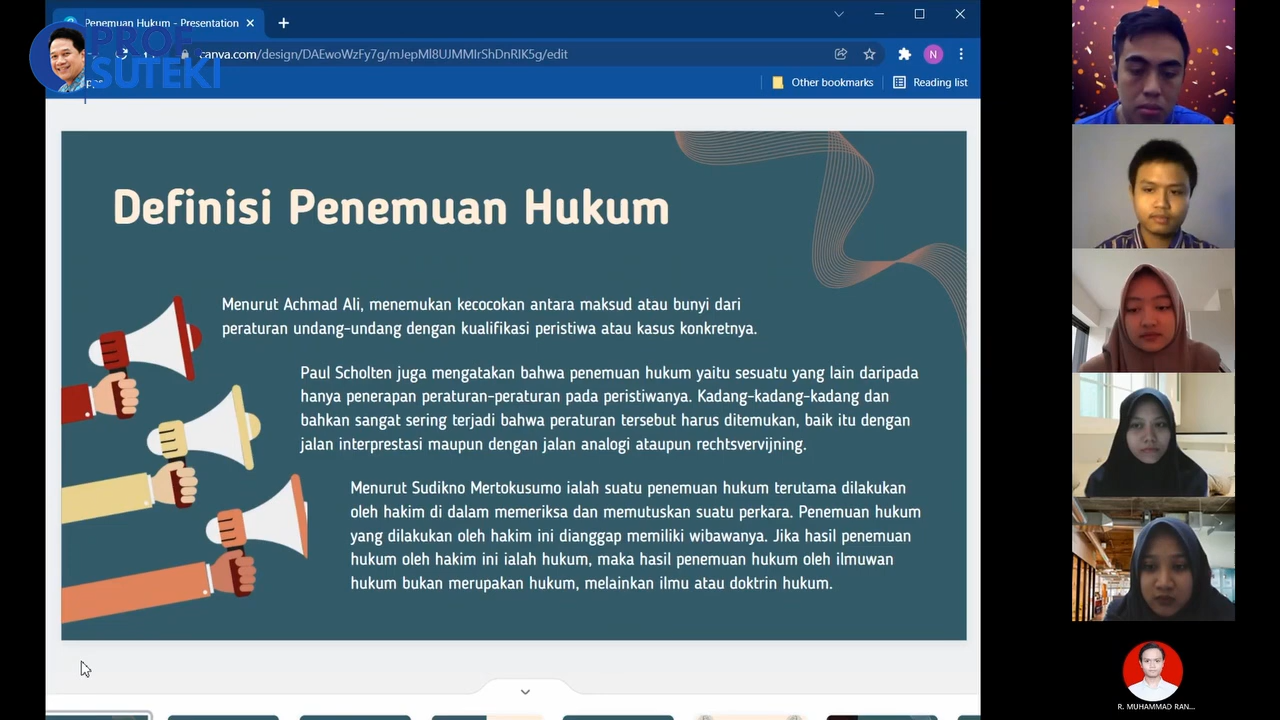 Penemuan Hukum - Presentation
PROF
SUTEKI
canva.com/design/DAEwoWzFy7g/mJepMl8UJMMIrShDnRlK5g/edit
N
Other bookmarks
Reading list
Definisi Penemuan Hukum
Menurut Achmad Ali, menemukan kecocokan antara maksud atau bunyi dari
peraturan undang-undang dengan kualifikasi peristiwa atau kasus konkretnya.
Paul Scholten juga mengatakan bahwa penemuan hukum yaitu sesuatu yang lain daripada
hanya penerapan peraturan-peraturan pada peristiwanya. Kadang-kadang-kadang dan
bahkan sangat sering terjadi bahwa peraturan tersebut harus ditemukan, baik itu dengan
jalan interprestasi maupun dengan jalan analogi ataupun rechtsvervijning.
Menurut Sudikno Mertokusumo ialah suatu penemuan hukum terutama dilakukan
oleh hakim di dalam memeriksa dan memutuskan suatu perkara. Penemuan hukum
yang dilakukan oleh hakim ini dianggap memiliki wibawanya. Jika hasil penemuan
hukum oleh hakim ini ialah hukum, maka hasil penemuan hukum oleh ilmuwan
hukum bukan merupakan hukum, melainkan ilmu atau doktrin hukum.
R. MUHAMMAD RAN...